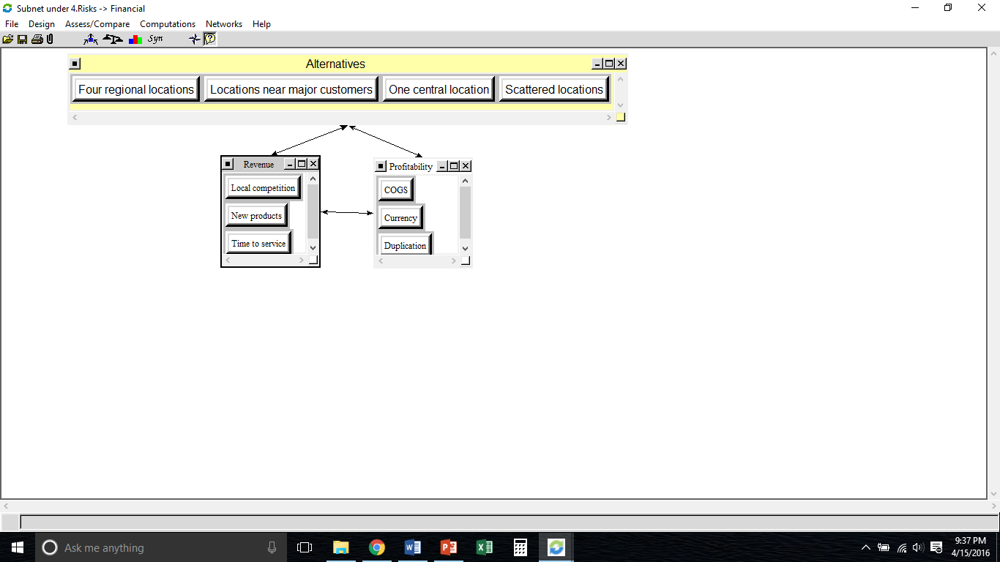 Subnet under 4.Risks -> Financial
File Design Assess/Compare Computations Networks Help
Syn
Alternatives
Four regional locations Locations near major customers One central location Scattered locations
Revenue
Local competition
New products
Time to service
Profitability
COGS
Currency
Duplication
Ask me anything
9:37 PM
4/15/2016